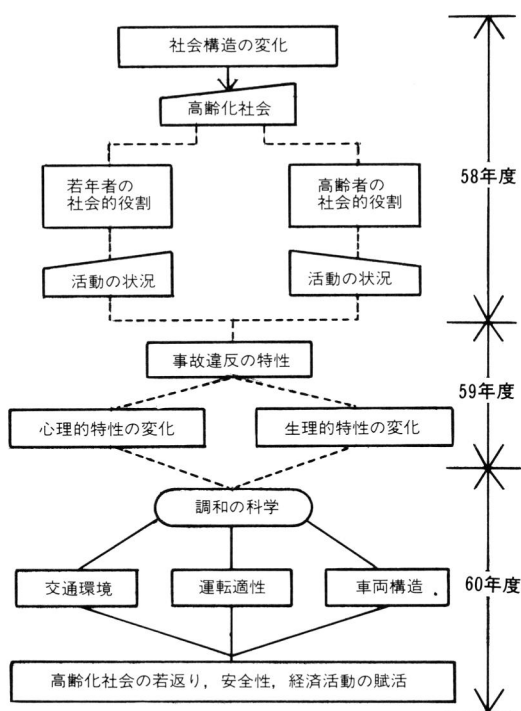 社会構造の変化
高齢化社会
若年者の
社会的役割
高齢者の
社会的役割
58年度
活動の状況
活動の状況
事故違反の特性
59年度
心理的特性の変化
生理的特性の変化
調和の科学
交通環境
運転適性
車両構造
60年度
高齢化社会の若返り，安全性，経済活動の賦活